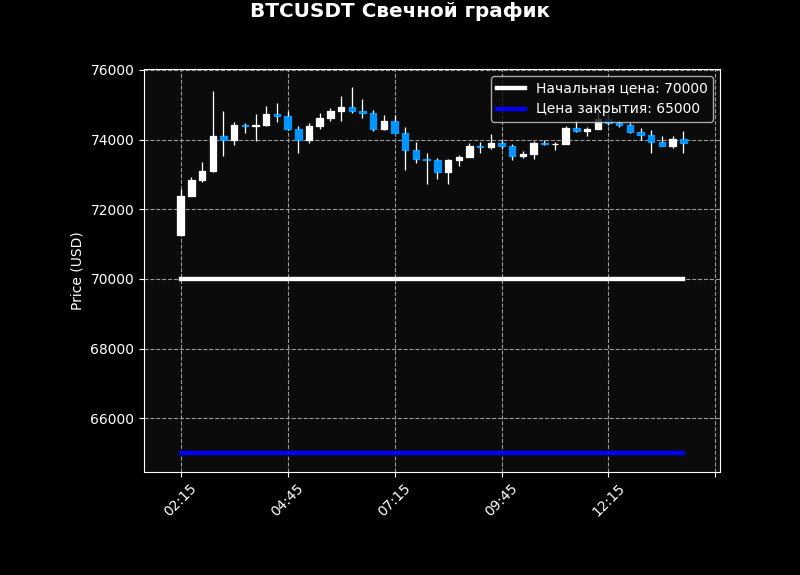 BTCUSDT Свечной график
Начальная цена: 70000
Цена закрытия: 65000
Price (USD)
76000
74000
72000
70000
68000
66000
02:15
04:45
07:15
09:45
12:15